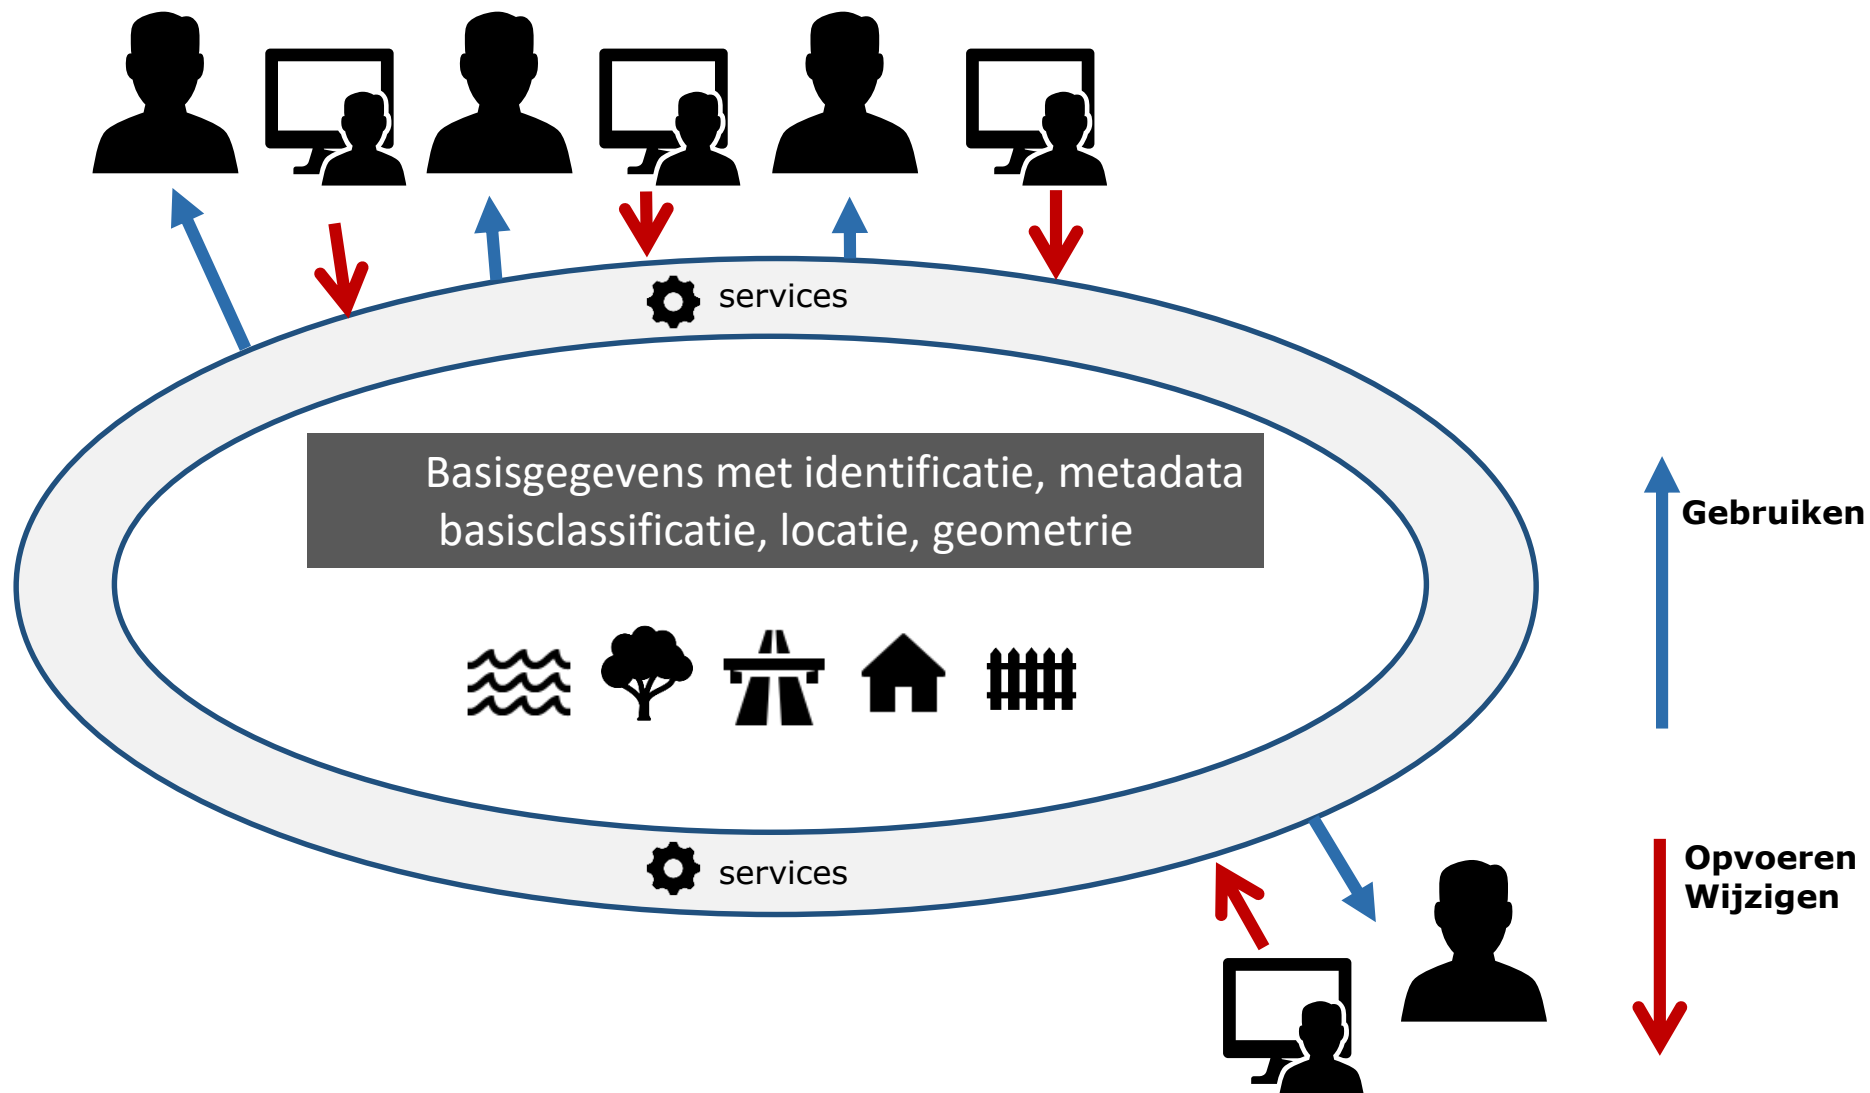 services
Basisgegevens met identificatie, metadata
basisclassificatie, locatie, geometrie
Gebruiken
services
Opvoeren
Wijzigen